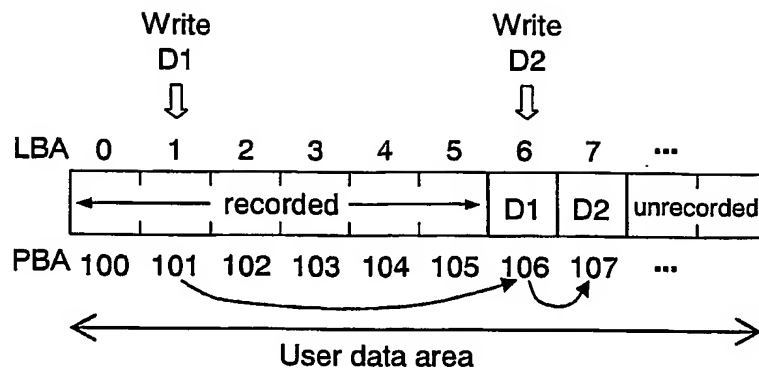 Write Write
D1 D2
LBA 0 1 2 3 4 5 6 7 ...
recorded D1 D2 unrecorded
PBA 100 101 102 103 104 105 106 107 ...
User data area